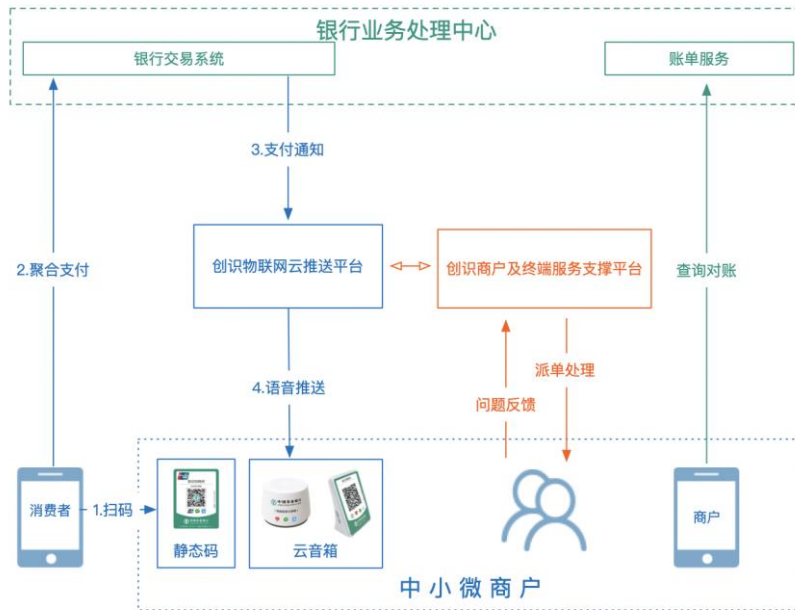 银行业务处理中心
银行交易系统
账单服务
3.支付通知
创识物联网云推送平台
创识商户及终端服务支撑平台
2.聚合支付
查询对账
4.语音推送
派单处理
问题反馈
消费者
1.扫码
静态码
云音箱
商户
中小微商户